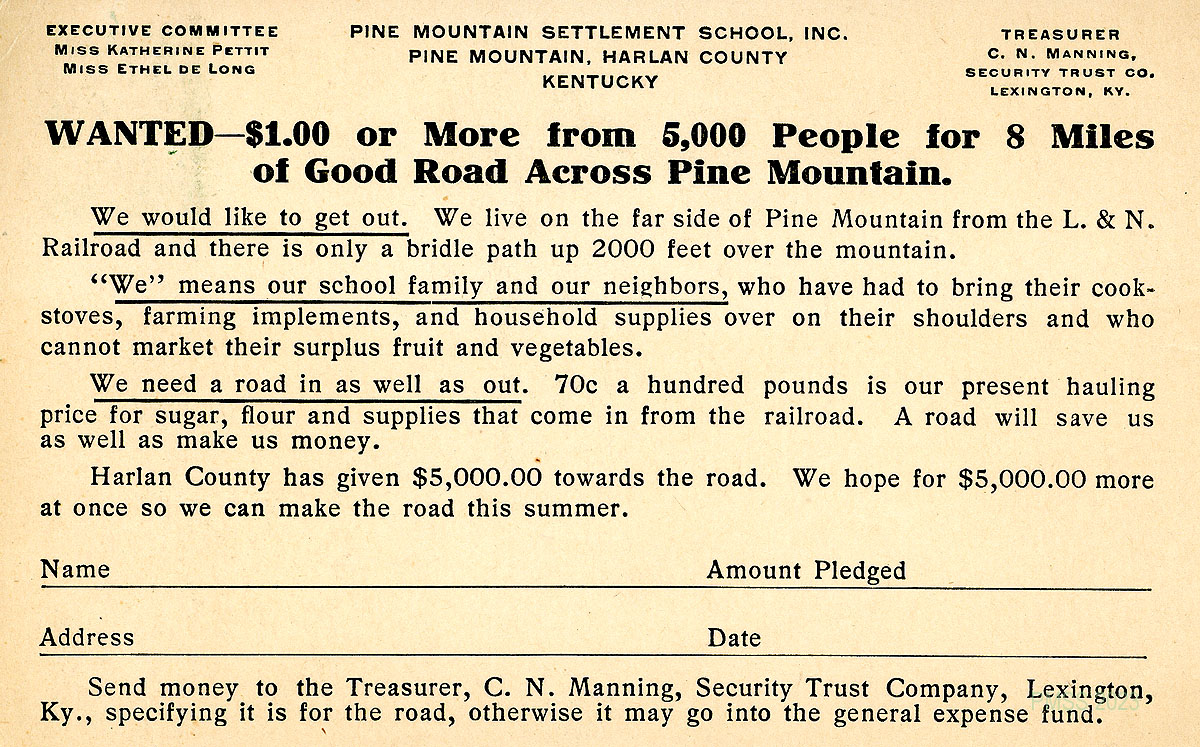 EXECUTIVE COMMITTEE
MISS KATHERINE PETTIT
MISS ETHEL DE LONG
PINE MOUNTAIN SETTLEMENT SCHOOL, INC.
PINE MOUNTAIN, HARLAN COUNTY
KENTUCKY
TREASURER
C. N. MANNING,
SECURITY TRUST CO.
LEXINGTON, KY.
WANTED—$1.00 or More from 5,000 People for 8 Miles
of Good Road Across Pine Mountain.
We would like to get out. We live on the far side of Pine Mountain from the L. & N.
Railroad and there is only a bridle path up 2000 feet over the mountain.
“We” means our school family and our neighbors, who have had to bring their cook-
stoves, farming implements, and household supplies over on their shoulders and who
cannot market their surplus fruit and vegetables.
We need a road in as well as out. 70c a hundred pounds is our present hauling
price for sugar, flour and supplies that come in from the railroad. A road will save us
as well as make us money.
Harlan County has given $5,000.00 towards the road. We hope for $5,000.00 more
at once so we can make the road this summer.
Name Amount Pledged
Address Date
Send money to the Treasurer, C. N. Manning, Security Trust Company, Lexington,
Ky., specifying it is for the road, otherwise it may go into the general expense fund.
PMSS 2023